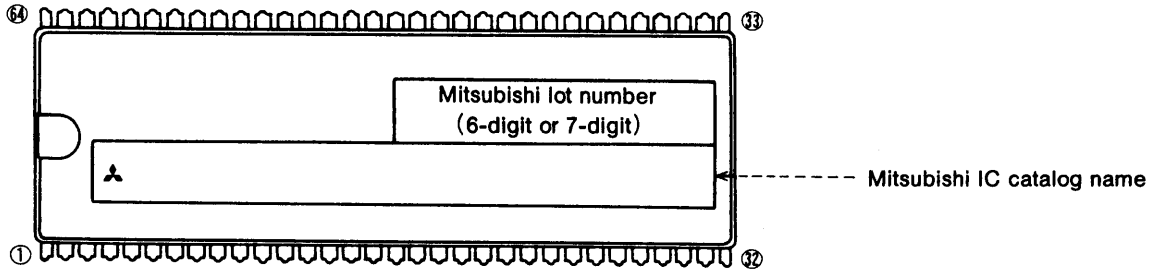 64 33
Mitsubishi lot number
(6-digit or 7-digit)
Mitsubishi IC catalog name
1 32